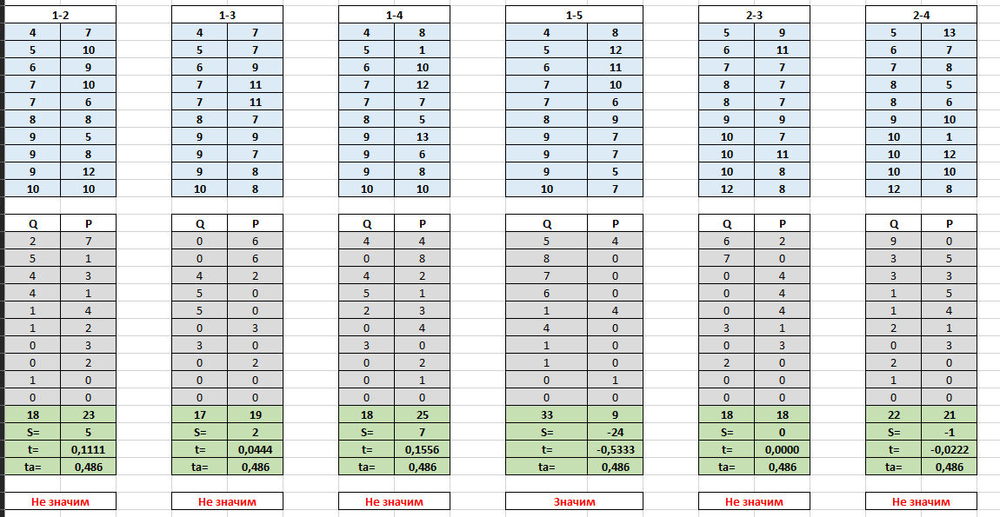 1-2 1-3 1-4 1-5 2-3 2-4
4 7 4 7 4 8 4 8 5 9 5 13
5 10 5 7 5 1 5 12 6 11 6 7
6 9 6 9 6 10 6 11 7 7 7 8
7 10 7 11 7 12 7 10 8 7 8 5
7 6 7 11 7 7 7 6 8 7 8 6
8 8 8 7 8 5 8 9 9 9 9 10
9 5 9 9 9 13 9 7 10 7 10 1
9 8 9 7 9 6 9 7 10 11 10 12
9 12 9 8 9 8 9 5 10 8 10 10
10 10 10 8 10 10 10 7 12 8 12 8
Q P Q P Q P Q P Q P Q P
2 7 0 6 4 4 5 4 6 2 9 0
5 1 0 6 0 8 8 0 7 0 3 5
4 3 4 2 4 2 7 0 0 4 3 3
4 1 5 0 5 1 6 0 0 4 1 5
1 4 5 0 2 3 1 4 0 4 1 4
1 2 0 3 0 4 4 0 3 1 2 1
0 3 3 0 3 0 1 0 0 3 0 3
0 2 0 2 0 2 1 0 2 0 2 0
1 0 0 0 0 1 0 1 0 0 1 0
0 0 0 0 0 0 0 0 0 0 0 0
18 23 17 19 18 25 33 9 18 18 22 21
S= 5 S= 2 S= 7 S= -24 S= 0 S= -1
t= 0,1111 t= 0,0444 t= 0,1556 t= -0,5333 t= 0,0000 t= -0,0222
ta= 0,486 ta= 0,486 ta= 0,486 ta= 0,486 ta= 0,486 ta= 0,486
Не значим Не значим Не значим Значим Не значим Не значим